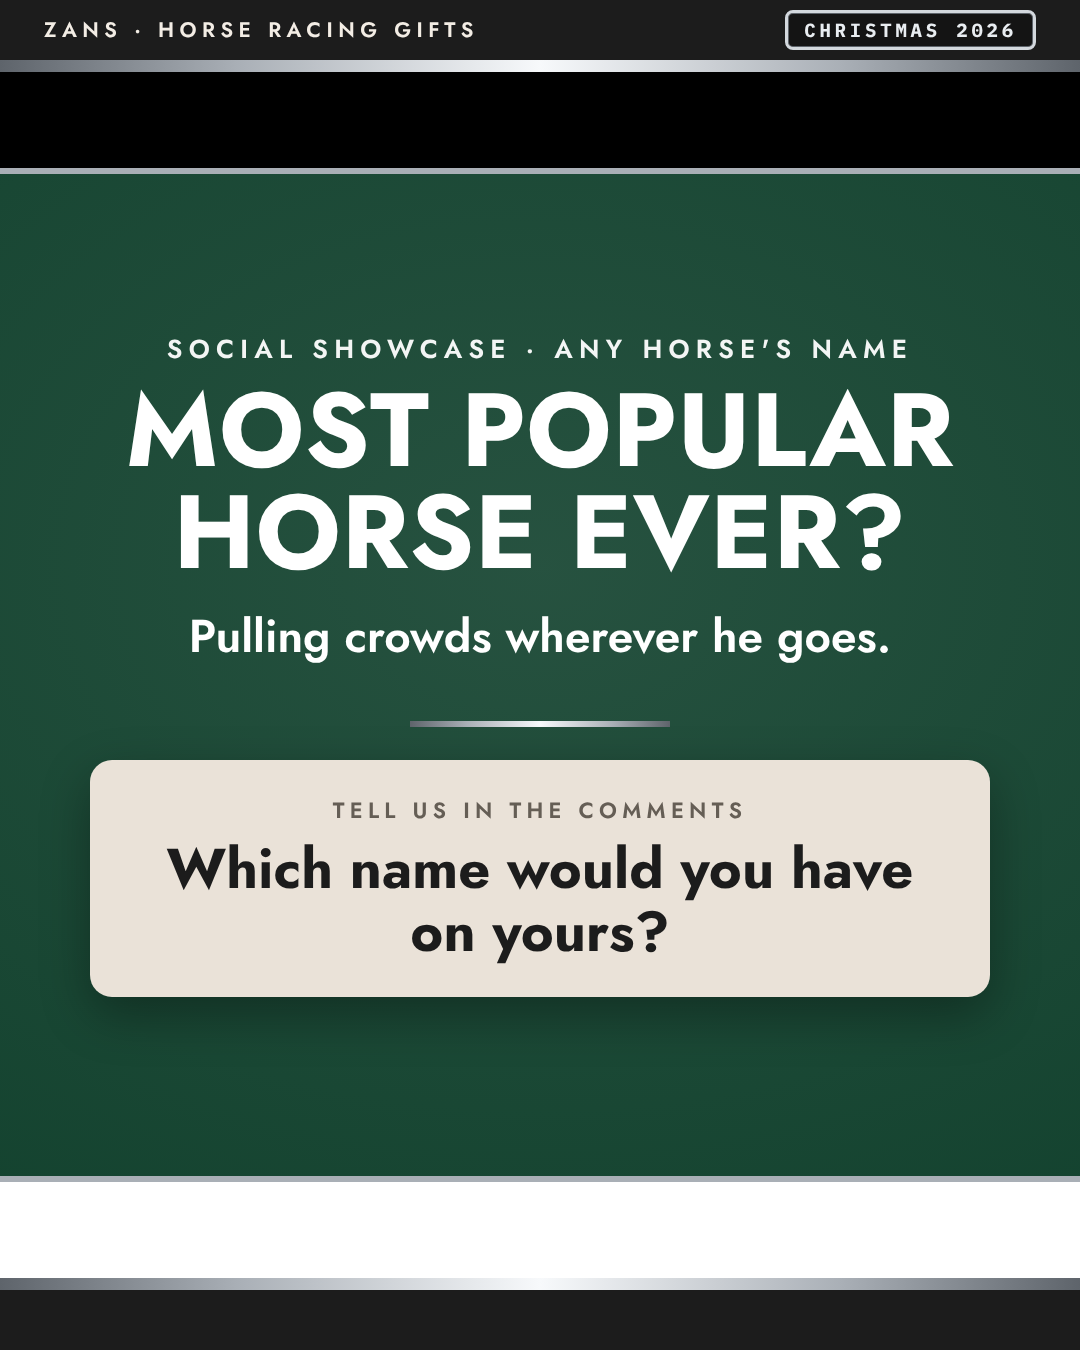 ZANS · HORSE RACING GIFTS
CHRISTMAS 2026
SOCIAL SHOWCASE · ANY HORSE'S NAME
MOST POPULAR
HORSE EVER?
Pulling crowds wherever he goes.
TELL US IN THE COMMENTS
Which name would you have
on yours?